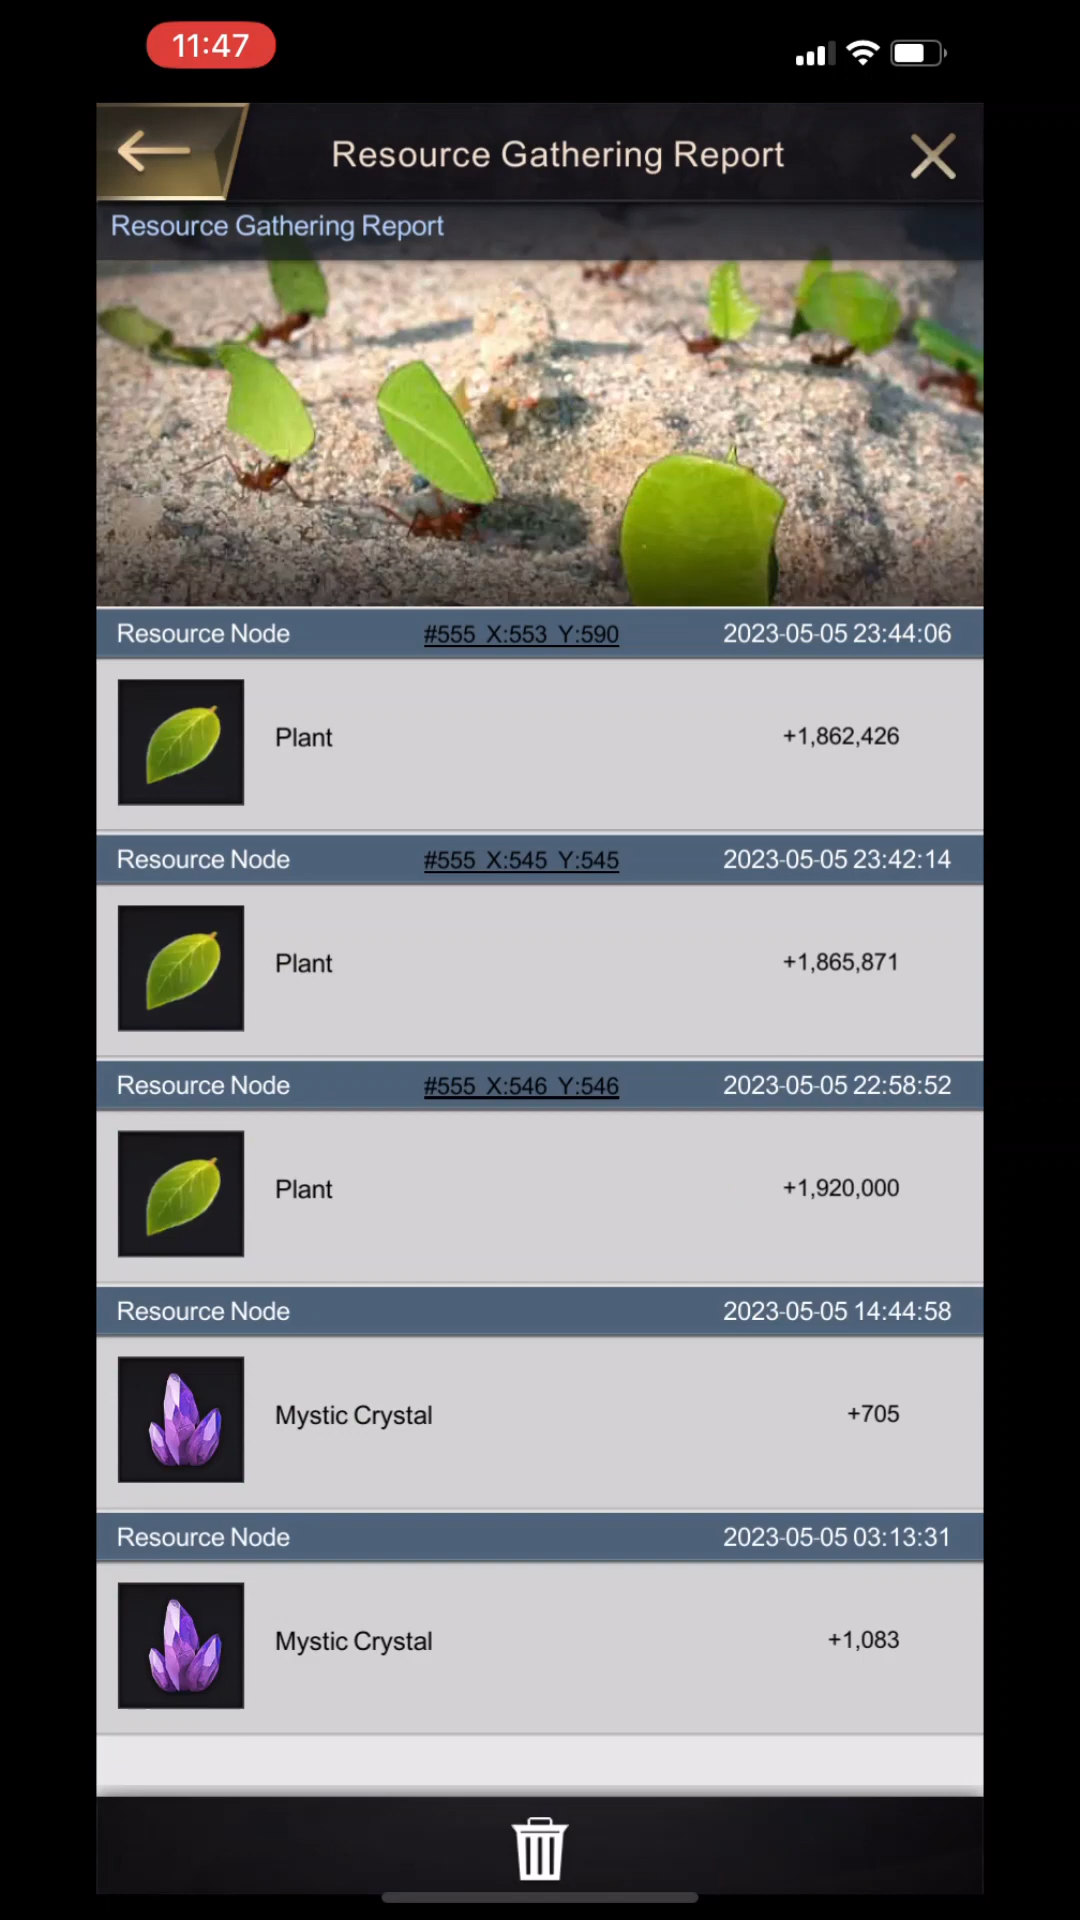 11:47
Resource Gathering Report
Resource Gathering Report
Resource Node #555 X:553 Y:590 2023-05-05 23:44:06
Plant +1,862,426
Resource Node #555 X:545 Y:545 2023-05-05 23:42:14
Plant +1,865,871
Resource Node #555 X:546 Y:546 2023-05-05 22:58:52
Plant +1,920,000
Resource Node 2023-05-05 14:44:58
Mystic Crystal +705
Resource Node 2023-05-05 03:13:31
Mystic Crystal +1,083